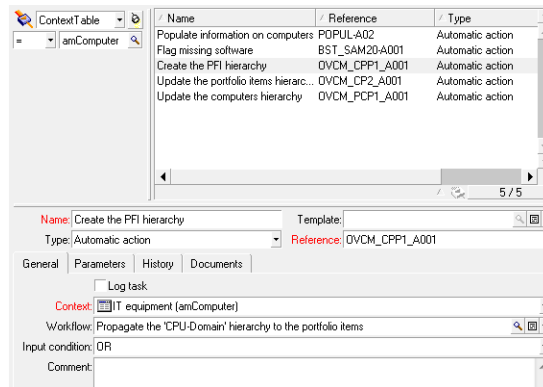 ContextTable
= amComputer
Name Reference Type
Populate information on computers POPUL-A02 Automatic action
Flag missing software BST_SAM20-A001 Automatic action
Create the PFI hierarchy OVCM_CPP1_A001 Automatic action
Update the portfolio items hierarc... OVCM_CP2_A001 Automatic action
Update the computers hierarchy OVCM_PCP1_A001 Automatic action
5 / 5
Name: Create the PFI hierarchy Template:
Type: Automatic action Reference: OVCM_CPP1_A001
General Parameters History Documents
Log task
Context: IT equipment (amComputer)
Workflow: Propagate the 'CPU-Domain' hierarchy to the portfolio items
Input condition: OR
Comment: